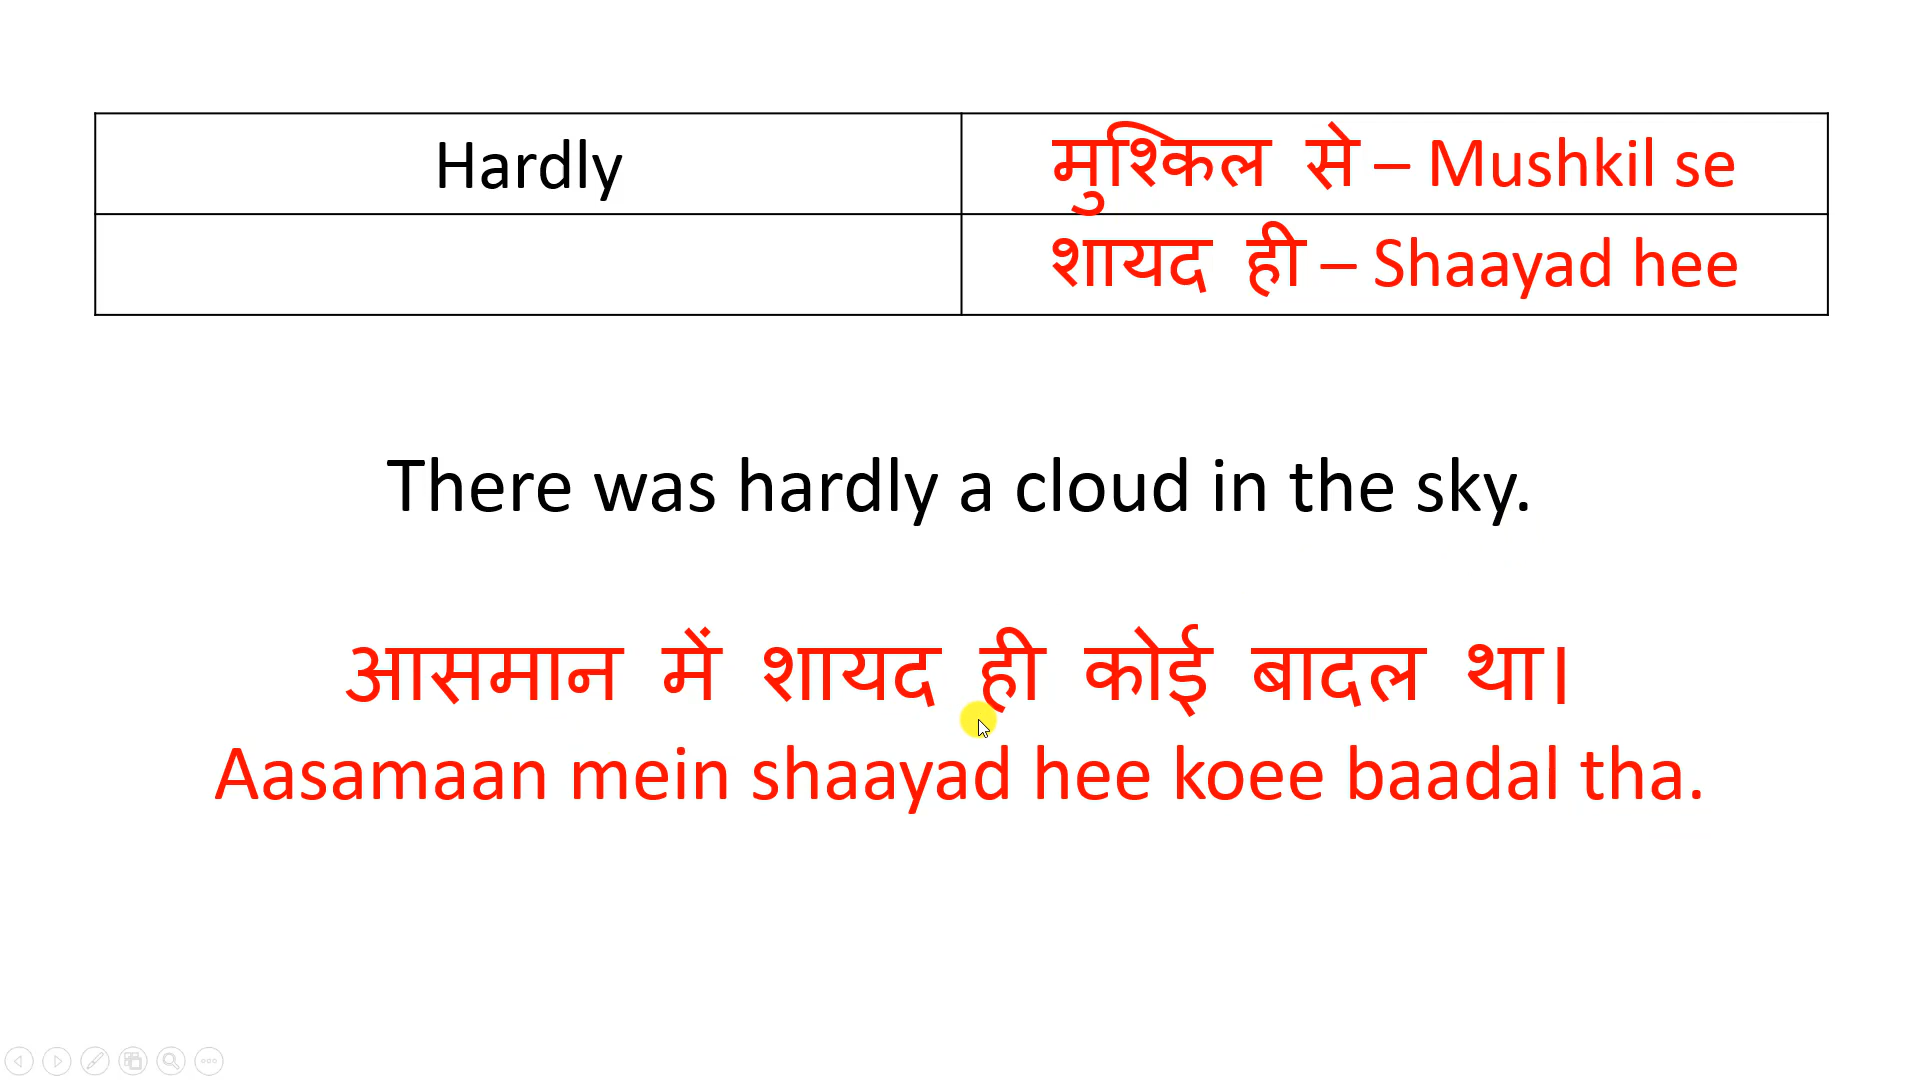 Hardly
मुश्किल से – Mushkil se
शायद ही – Shaayad hee
There was hardly a cloud in the sky.
आसमान में शायद ही कोई बादल था।
Aasamaan mein shaayad hee koee baadal tha.